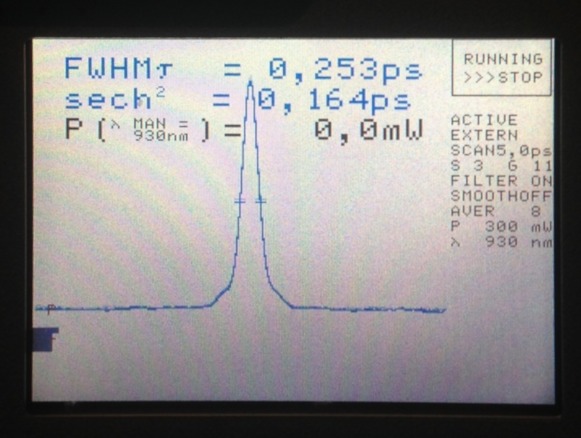 FWHMτ = 0,253ps
sech² = 0,164ps
P (λ MAN = 930nm) = 0,0mW
RUNNING
>>>STOP
ACTIVE
EXTERN
SCAN5,0ps
S 3 G 11
FILTER ON
SMOOTHOFF
AVER 8
P 300 mW
λ 930 nm